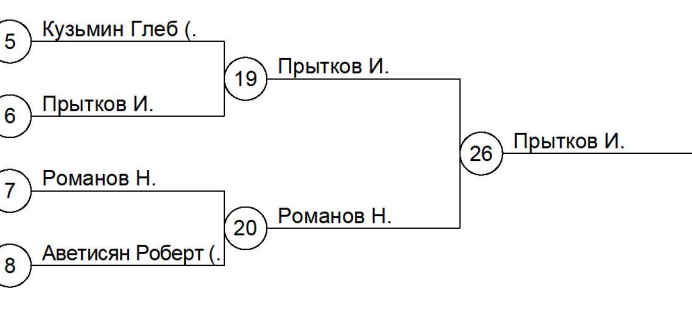 5 Кузьмин Глеб (.
19 Прытков И.
6 Прытков И.
26 Прытков И.
7 Романов Н.
20 Романов Н.
8 Аветисян Роберт (.